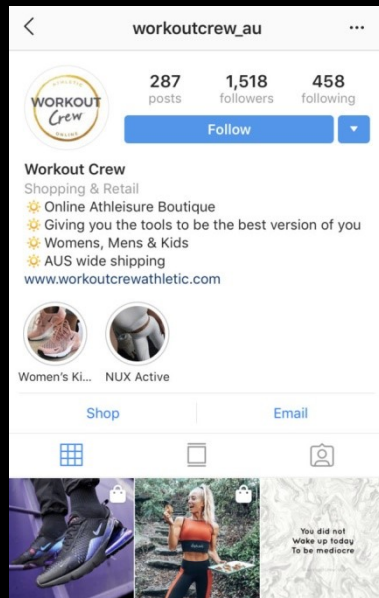 workoutcrew_au
ATHLETIC
WORKOUT
Crew
ONLINE
287 1,518 458
posts followers following
Follow
Workout Crew
Shopping & Retail
Online Athleisure Boutique
Giving you the tools to be the best version of you
Womens, Mens & Kids
AUS wide shipping
www.workoutcrewathletic.com
Women's Ki... NUX Active
Shop Email
You did not
Wake up today
To be mediocre